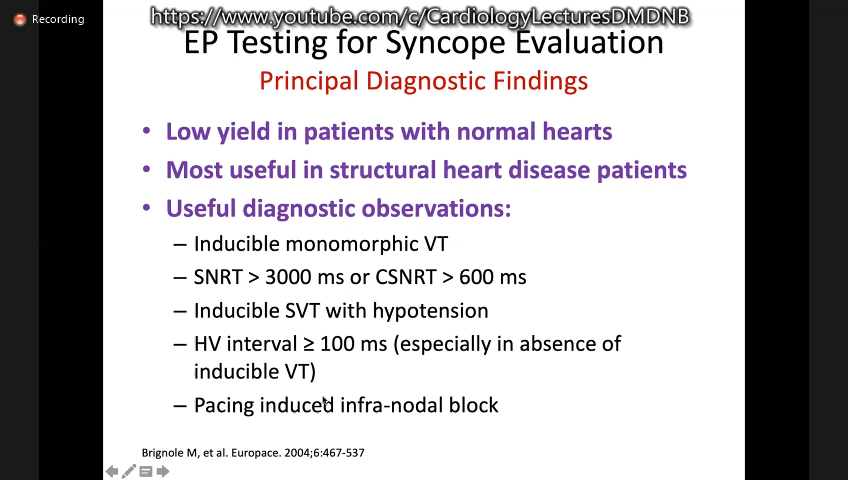 Recording
https://www.youtube.com/c/CardiologyLecturesDMDNB
EP Testing for Syncope Evaluation
Principal Diagnostic Findings
• Low yield in patients with normal hearts
• Most useful in structural heart disease patients
• Useful diagnostic observations:
– Inducible monomorphic VT
– SNRT > 3000 ms or CSNRT > 600 ms
– Inducible SVT with hypotension
– HV interval ≥ 100 ms (especially in absence of
inducible VT)
– Pacing induced infra-nodal block
Brignole M, et al. Europace. 2004;6:467-537